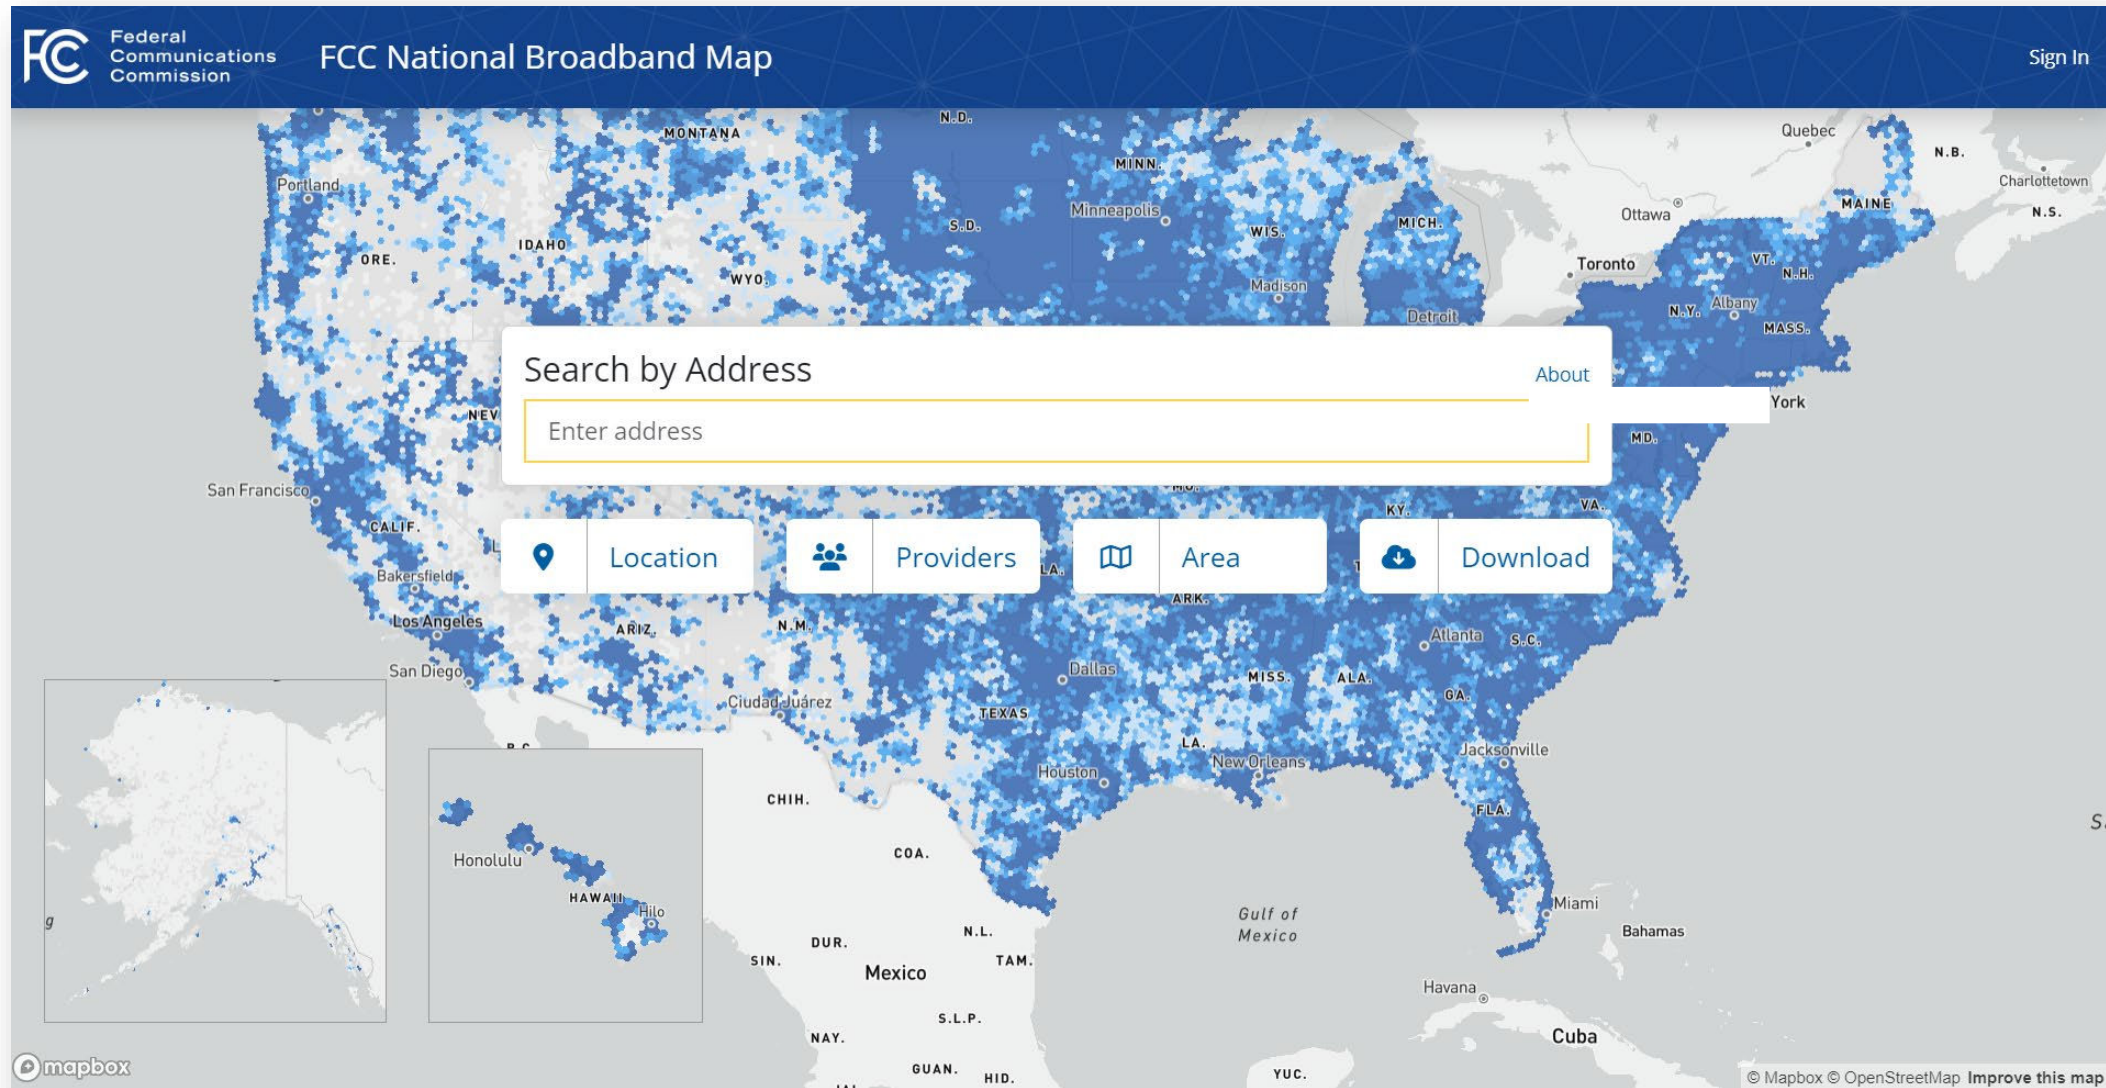 Federal
Communications
Commission
FCC National Broadband Map
Sign In
N.D.
MONTANA
Quebec
N.B.
MINN.
Charlottetown
Portland
MAINE
Minneapolis
Ottawa
N.S.
S.D.
MICH.
WIS.
IDAHO
ORE.
VT.
Toronto
N.H.
WYO.
Madison
Albany
N.Y.
Detroit
MASS.
Search by Address
About
York
NEV
Enter address
MD.
San Francisco
MO.
VA.
KY.
CALIF.
Location
Providers
Area
Download
LA.
Bakersfield
ARK.
Los Angeles
ARIZ.
N.M.
Atlanta
S.C.
San Diego
Dallas
MISS.
ALA.
GA.
Ciudad Juárez
TEXAS
LA.
Jacksonville
New Orleans
Houston
CHIH.
FLA.
COA.
Honolulu
HAWAII
Hilo
Miami
Gulf of
Mexico
Bahamas
N.L.
DUR.
SIN.
TAM.
Mexico
Havana
S.L.P.
NAY.
Cuba
GUAN.
HID.
YUC.
mapbox
© Mapbox © OpenStreetMap Improve this map